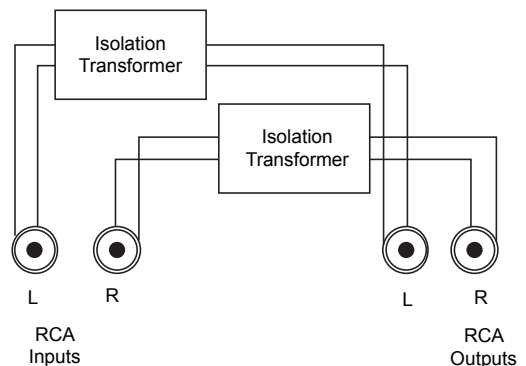 Isolation
Transformer
Isolation
Transformer
L
R
L
R
RCA
Inputs
RCA
Outputs